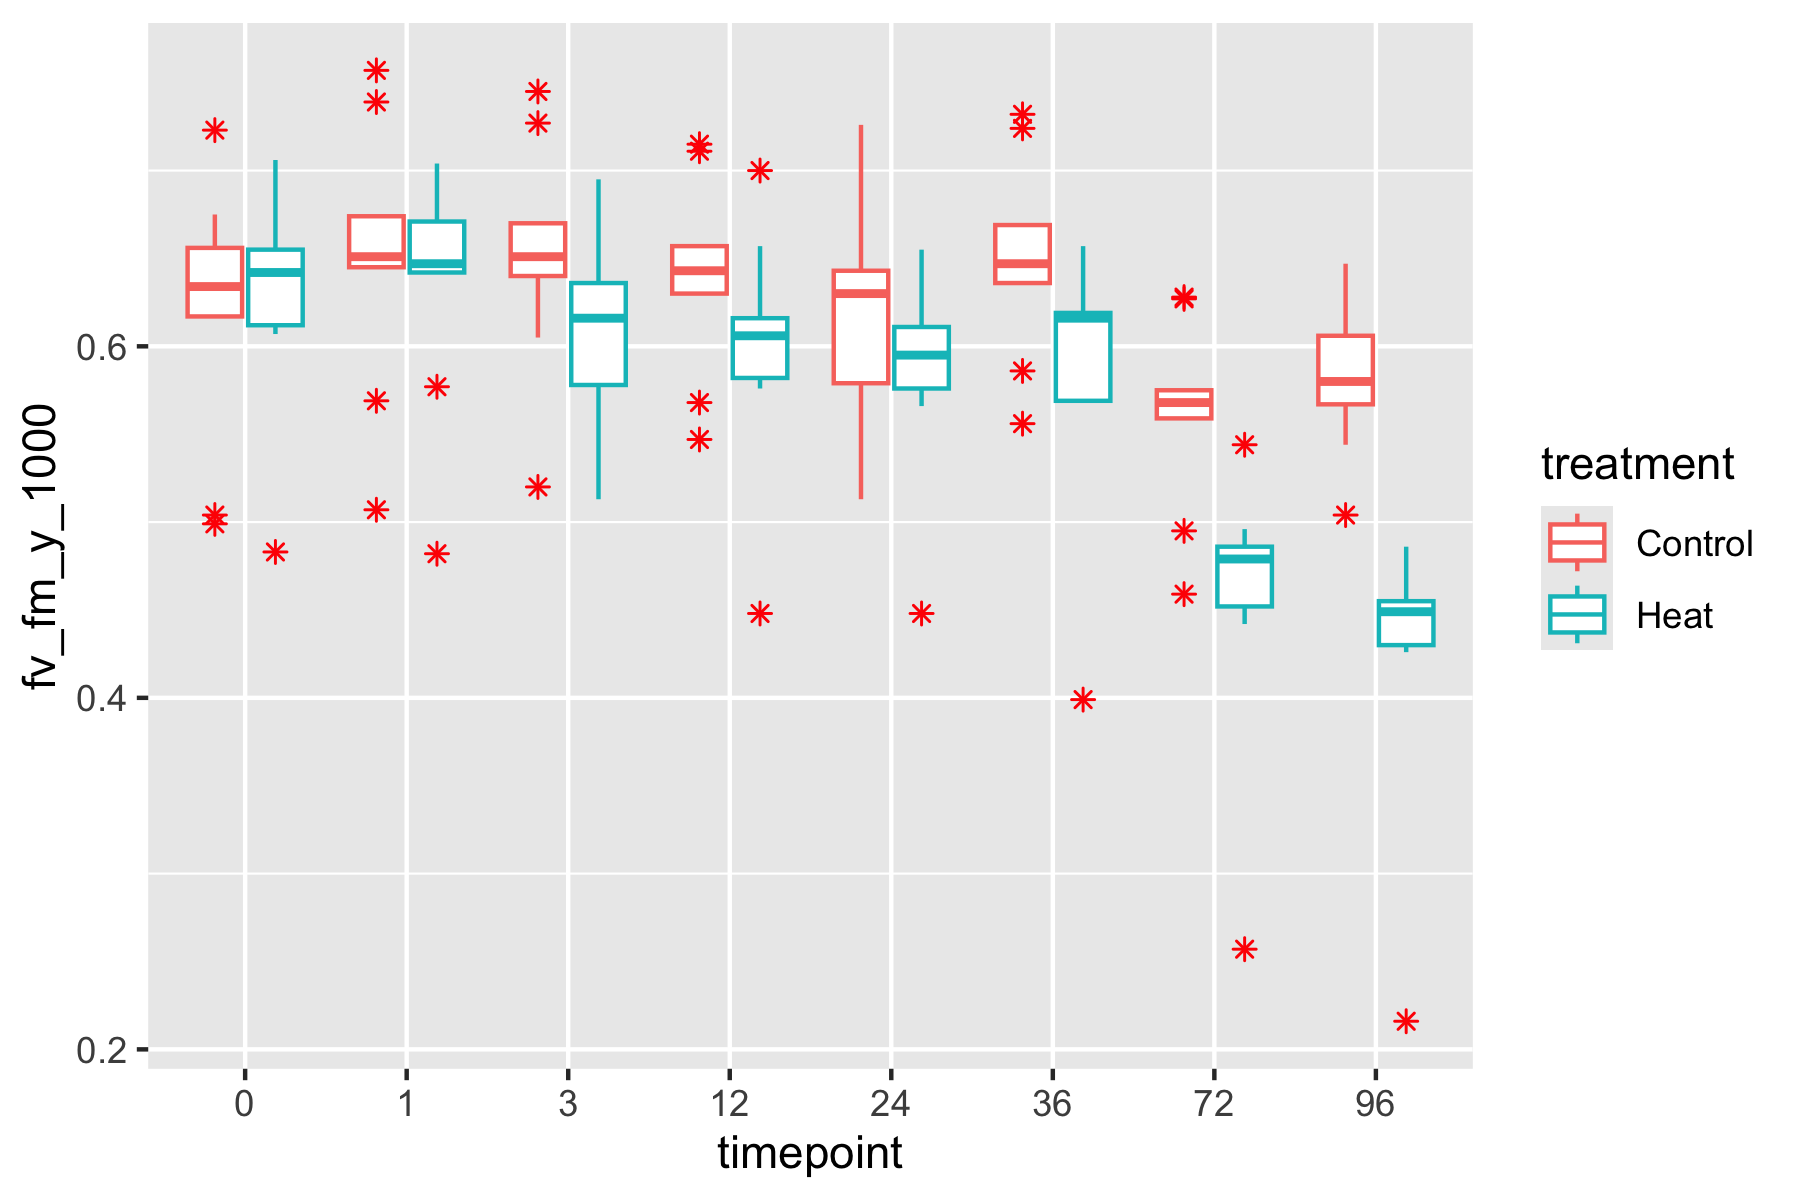 fv_fm_y_1000
0.6
0.4
0.2
0 1 3 12 24 36 72 96
timepoint
treatment
Control
Heat